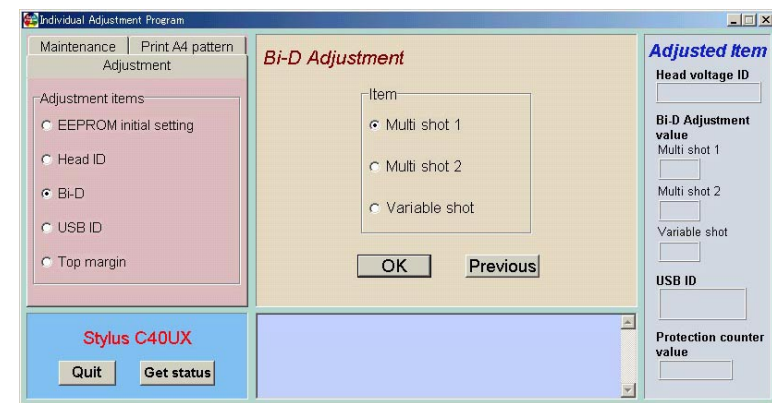 Individual Adjustment Program
Maintenance
Print A4 pattern
Adjustment
Adjustment items
EEPROM initial setting
Head ID
Bi-D
USB ID
Top margin
Bi-D Adjustment
Item
Multi shot 1
Multi shot 2
Variable shot
OK
Previous
Stylus C40UX
Quit
Get status
Adjusted Item
Head voltage ID
Bi-D Adjustment
value
Multi shot 1
Multi shot 2
Variable shot
USB ID
Protection counter
value